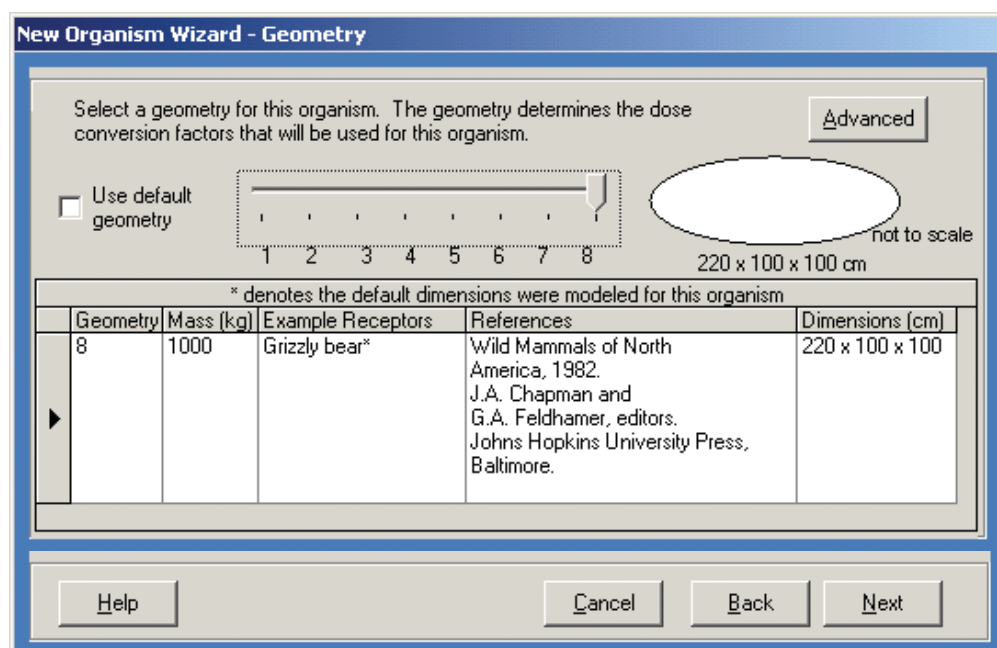 New Organism Wizard - Geometry
Select a geometry for this organism. The geometry determines the dose
conversion factors that will be used for this organism.
Advanced
Use default
geometry
1 2 3 4 5 6 7 8
not to scale
220 x 100 x 100 cm
* denotes the default dimensions were modeled for this organism
Geometry Mass (kg) Example Receptors References Dimensions (cm)
8 1000 Grizzly bear* Wild Mammals of North 220 x 100 x 100
America, 1982.
J.A. Chapman and
G.A. Feldhamer, editors.
Johns Hopkins University Press,
Baltimore.
Help Cancel Back Next